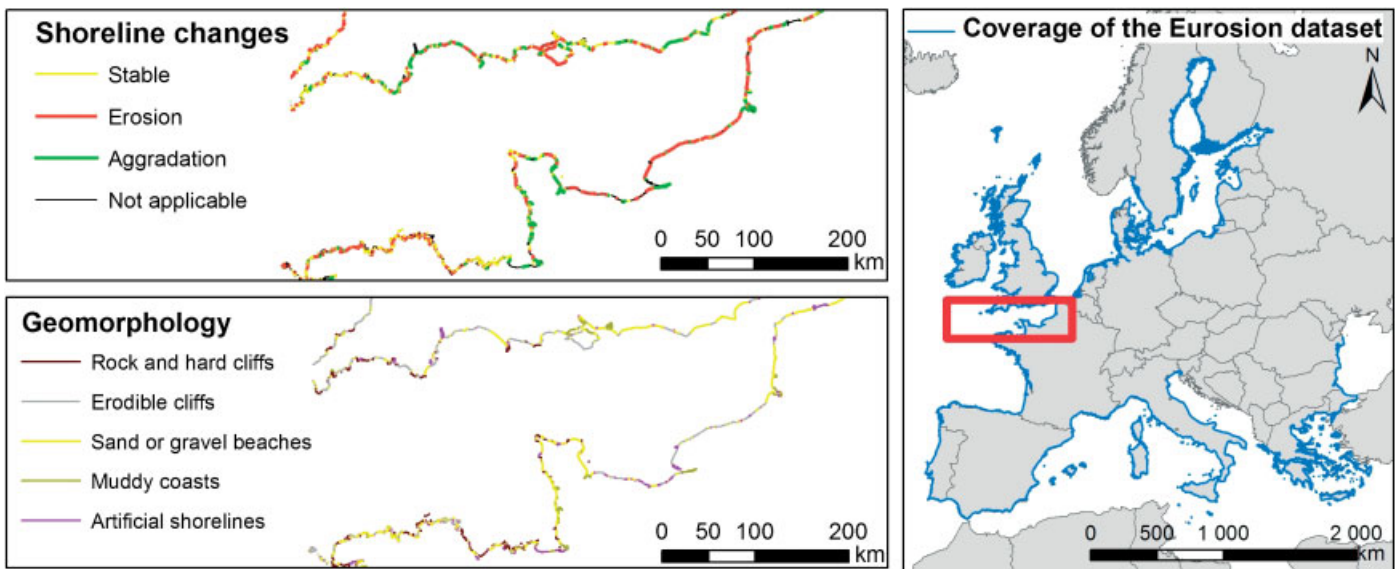 Shoreline changes
Stable
Erosion
Aggradation
Not applicable
0 50 100 200
km
Geomorphology
Rock and hard cliffs
Erodible cliffs
Sand or gravel beaches
Muddy coasts
Artificial shorelines
0 50 100 200
km
Coverage of the Eurosion dataset
N
0 500 1 000 2 000
km